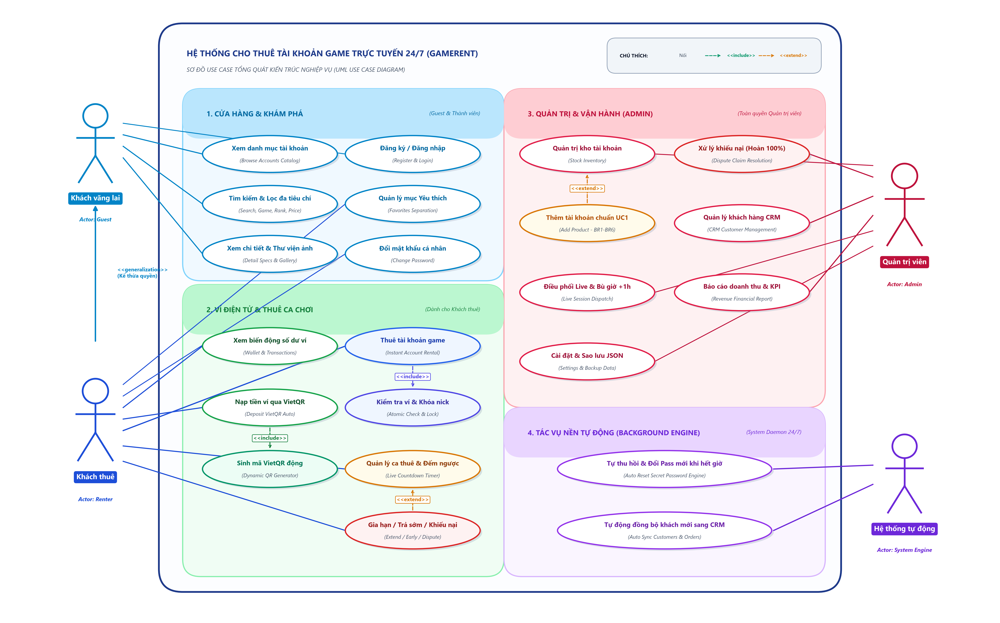 HỆ THỐNG CHO THUÊ TÀI KHOẢN GAME TRỰC TUYẾN 24/7 (GAMERENT)
SƠ ĐỒ USE CASE TỔNG QUÁT KIẾN TRÚC NGHIỆP VỤ (UML USE CASE DIAGRAM)
CHÚ THÍCH:
Nối
<<include>>
<<extend>>
Khách vãng lai
Actor: Guest
<<generalization>>
(Kế thừa quyền)
Khách thuê
Actor: Renter
1. CỬA HÀNG & KHÁM PHÁ
(Guest & Thành viên)
Xem danh mục tài khoản
(Browse Accounts Catalog)
Đăng ký / Đăng nhập
(Register & Login)
Tìm kiếm & Lọc đa tiêu chí
(Search, Game, Rank, Price)
Quản lý mục Yêu thích
(Favorites Separation)
Xem chi tiết & Thư viện ảnh
(Detail Specs & Gallery)
Đổi mật khẩu cá nhân
(Change Password)
2. VÍ ĐIỆN TỬ & THUÊ CA CHƠI
(Dành cho Khách thuê)
Xem biến động số dư ví
(Wallet & Transactions)
Thuê tài khoản game
(Instant Account Rental)
<<include>>
Nạp tiền ví qua VietQR
(Deposit VietQR Auto)
Kiểm tra ví & Khóa nick
(Atomic Check & Lock)
<<include>>
Sinh mã VietQR động
(Dynamic QR Generator)
Quản lý ca thuê & Đếm ngược
(Live Countdown Timer)
<<extend>>
Gia hạn / Trả sớm / Khiếu nại
(Extend / Early / Dispute)
3. QUẢN TRỊ & VẬN HÀNH (ADMIN)
(Toàn quyền Quản trị viên)
Quản trị kho tài khoản
(Stock Inventory)
Xử lý khiếu nại (Hoàn 100%)
(Dispute Claim Resolution)
<<extend>>
Thêm tài khoản chuẩn UC1
(Add Product - BR1-BR6)
Quản lý khách hàng CRM
(CRM Customer Management)
Điều phối Live & Bù giờ +1h
(Live Session Dispatch)
Báo cáo doanh thu & KPI
(Revenue Financial Report)
Cài đặt & Sao lưu JSON
(Settings & Backup Data)
4. TÁC VỤ NỀN TỰ ĐỘNG (BACKGROUND ENGINE)
(System Daemon 24/7)
Tự thu hồi & Đổi Pass mới khi hết giờ
(Auto Reset Secret Password Engine)
Tự động đồng bộ khách mới sang CRM
(Auto Sync Customers & Orders)
Quản trị viên
Actor: Admin
Hệ thống tự động
Actor: System Engine